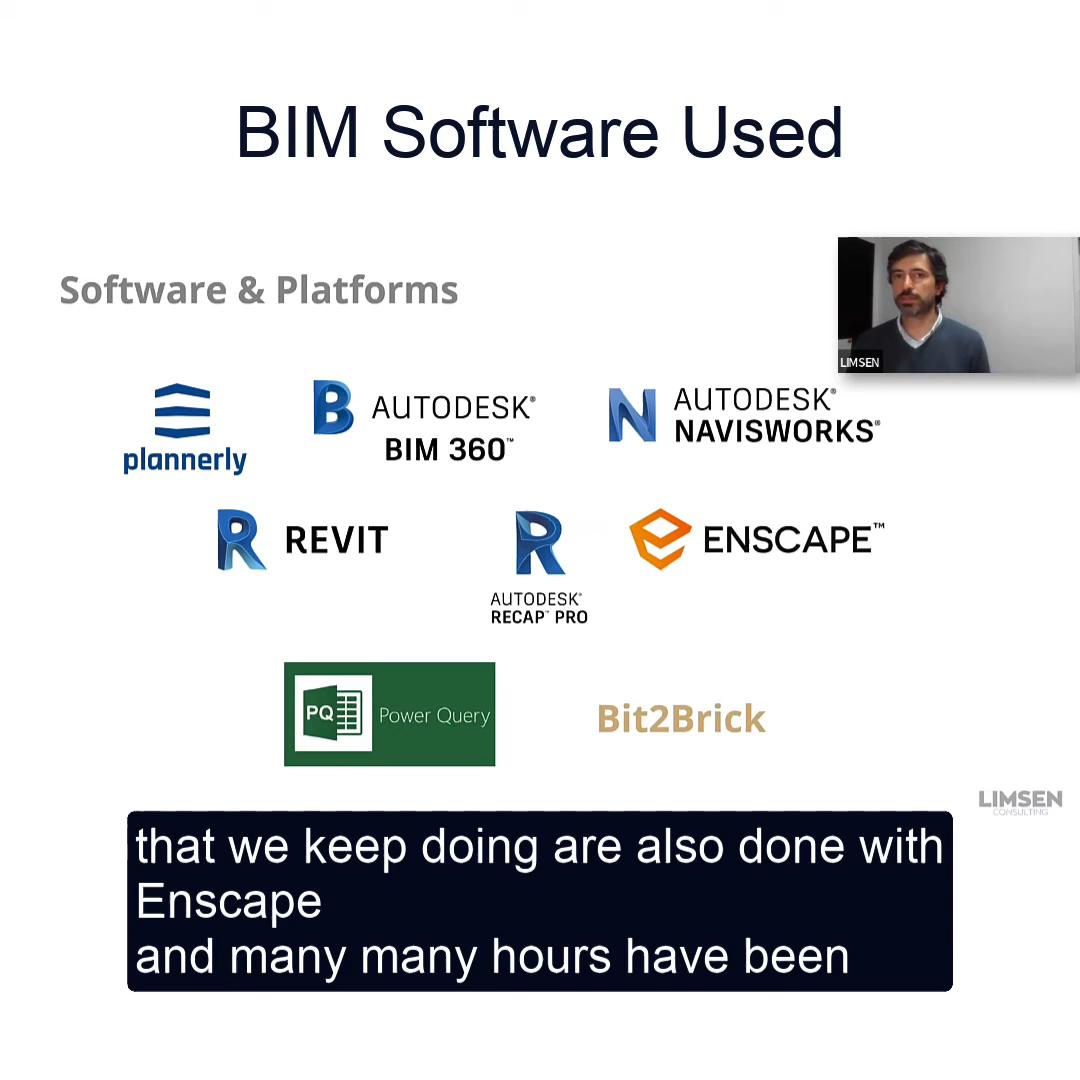 BIM Software Used
Software & Platforms
LIMSEN
plannerly
AUTODESK®
BIM 360™
AUTODESK®
NAVISWORKS®
REVIT
AUTODESK®
RECAP™ PRO
ENSCAPE™
PQ
Power Query
Bit2Brick
LIMSEN
CONSULTING
that we keep doing are also done with
Enscape
and many many hours have been